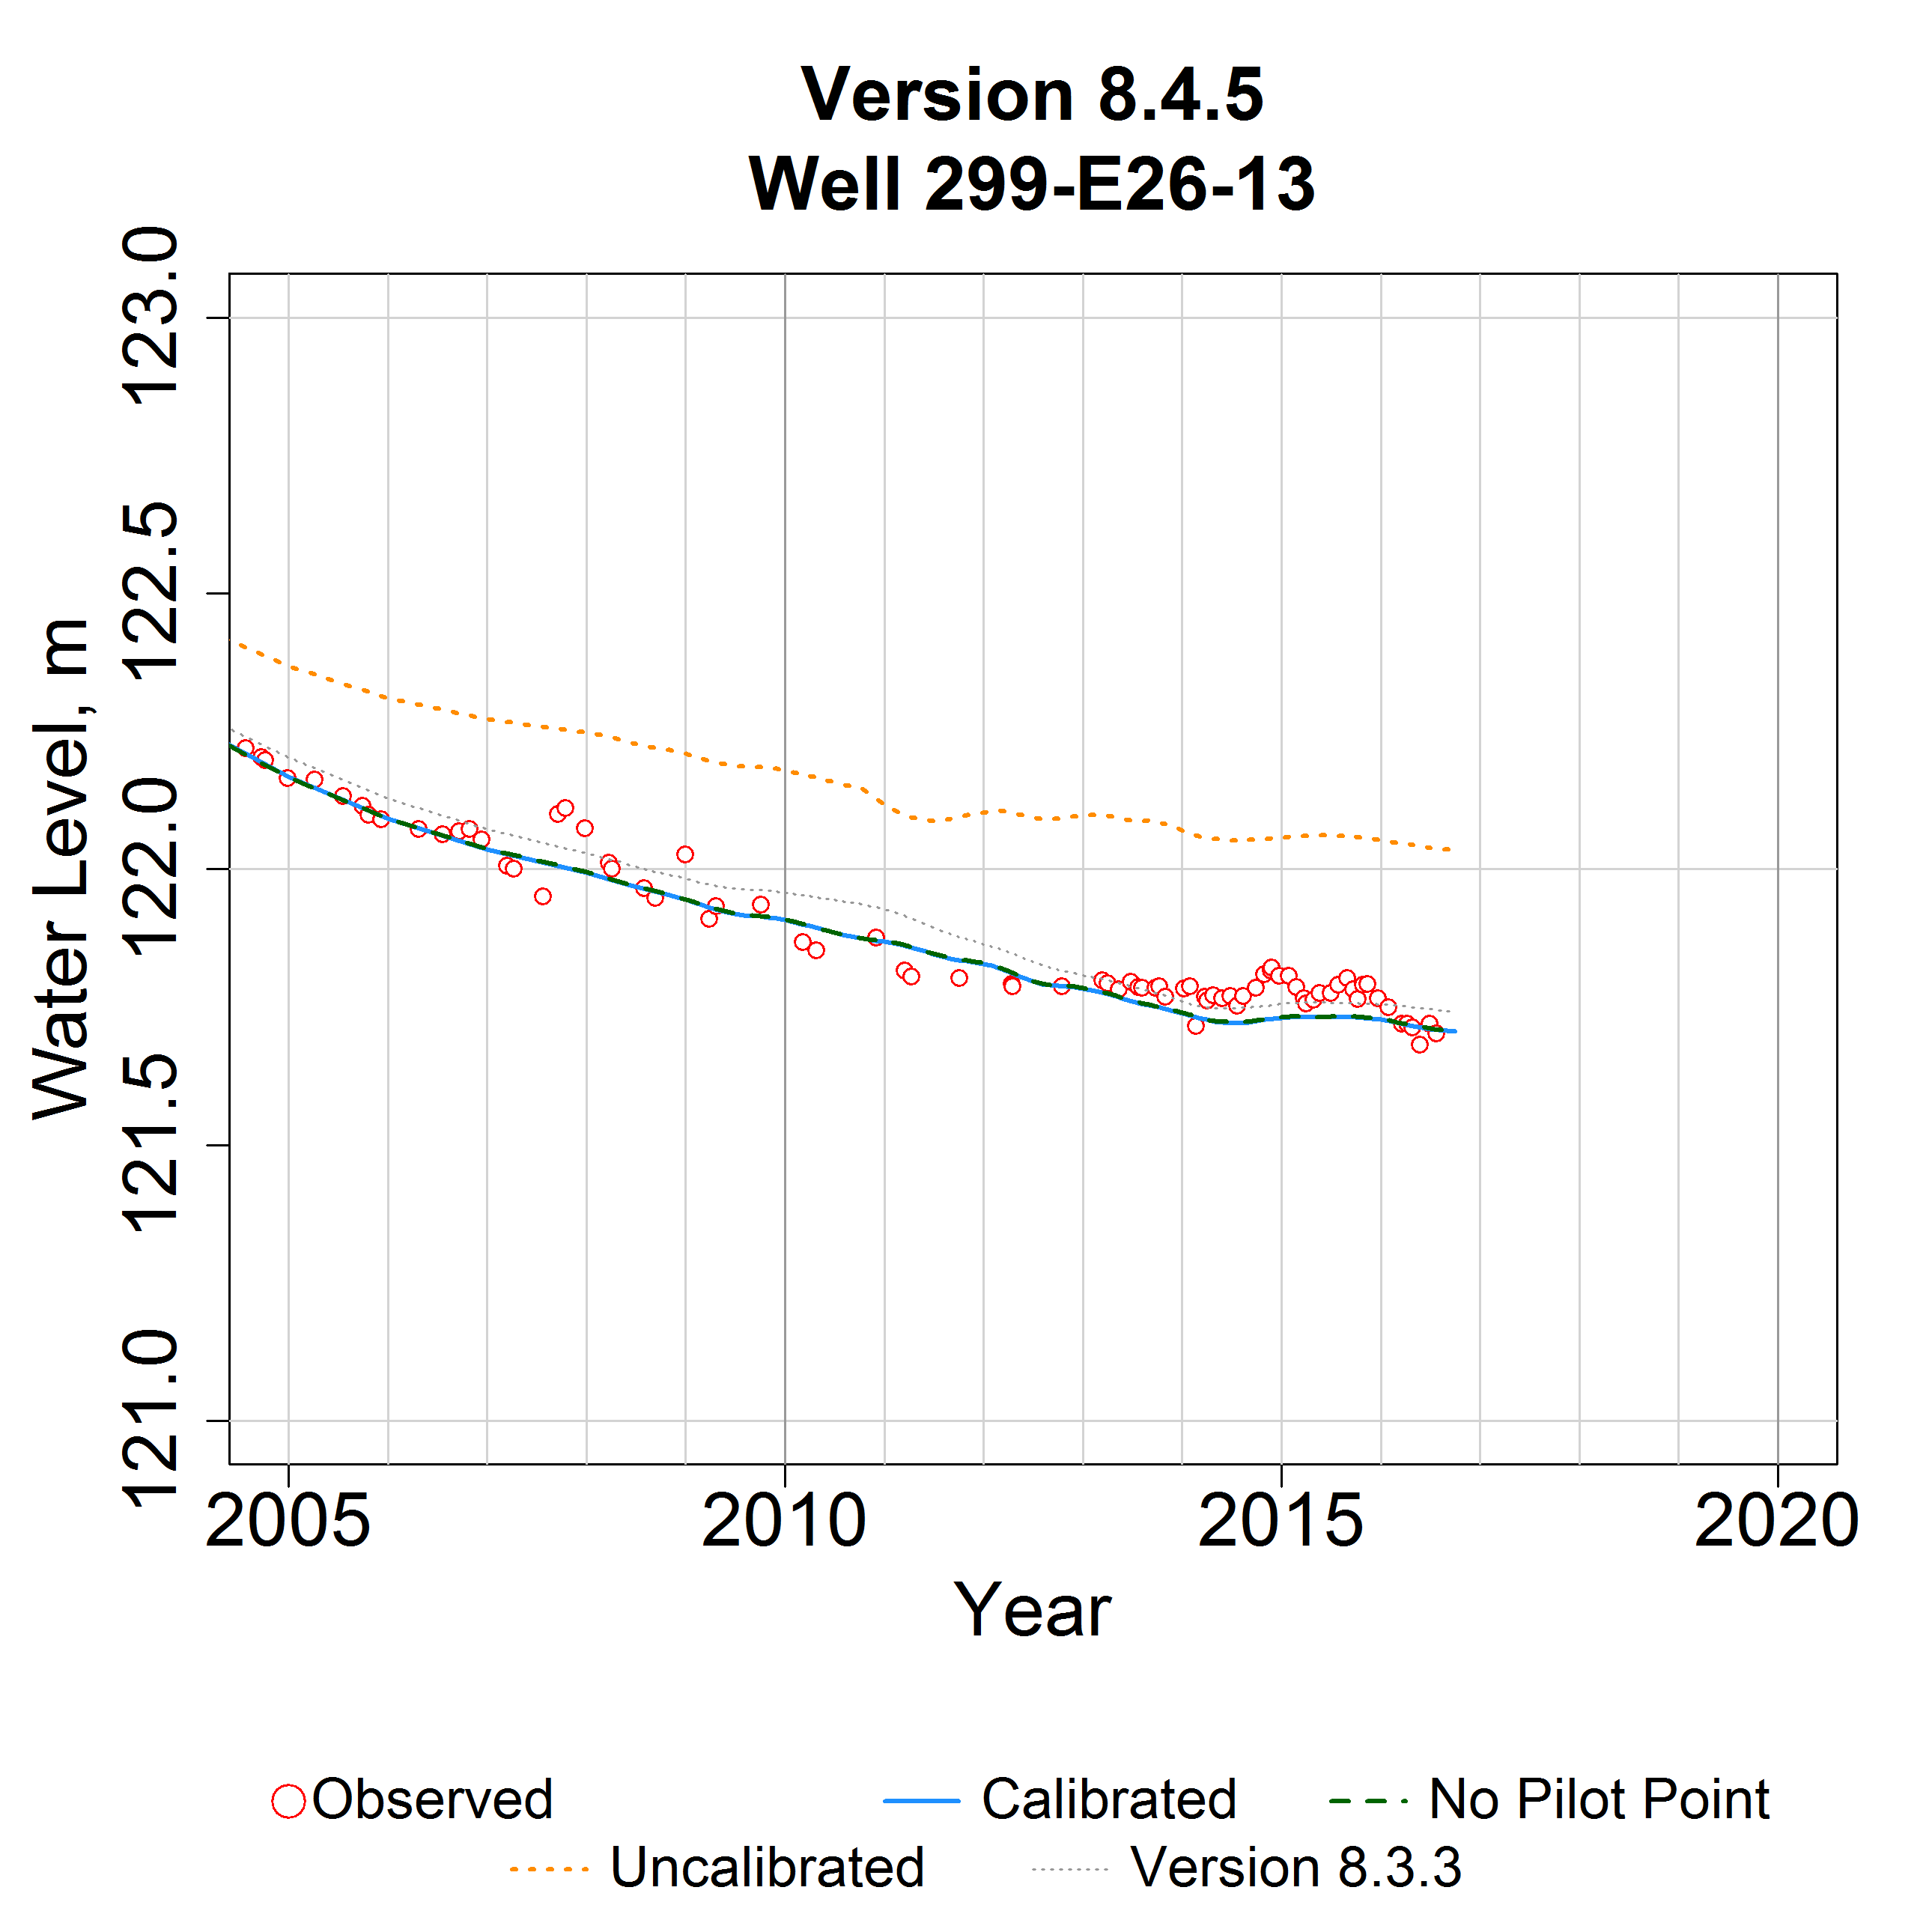 Version 8.4.5
Well 299-E26-13
Water Level, m
123.0
122.5
122.0
121.5
121.0
2005 2010 2015 2020
Year
Observed Calibrated No Pilot Point
Uncalibrated Version 8.3.3